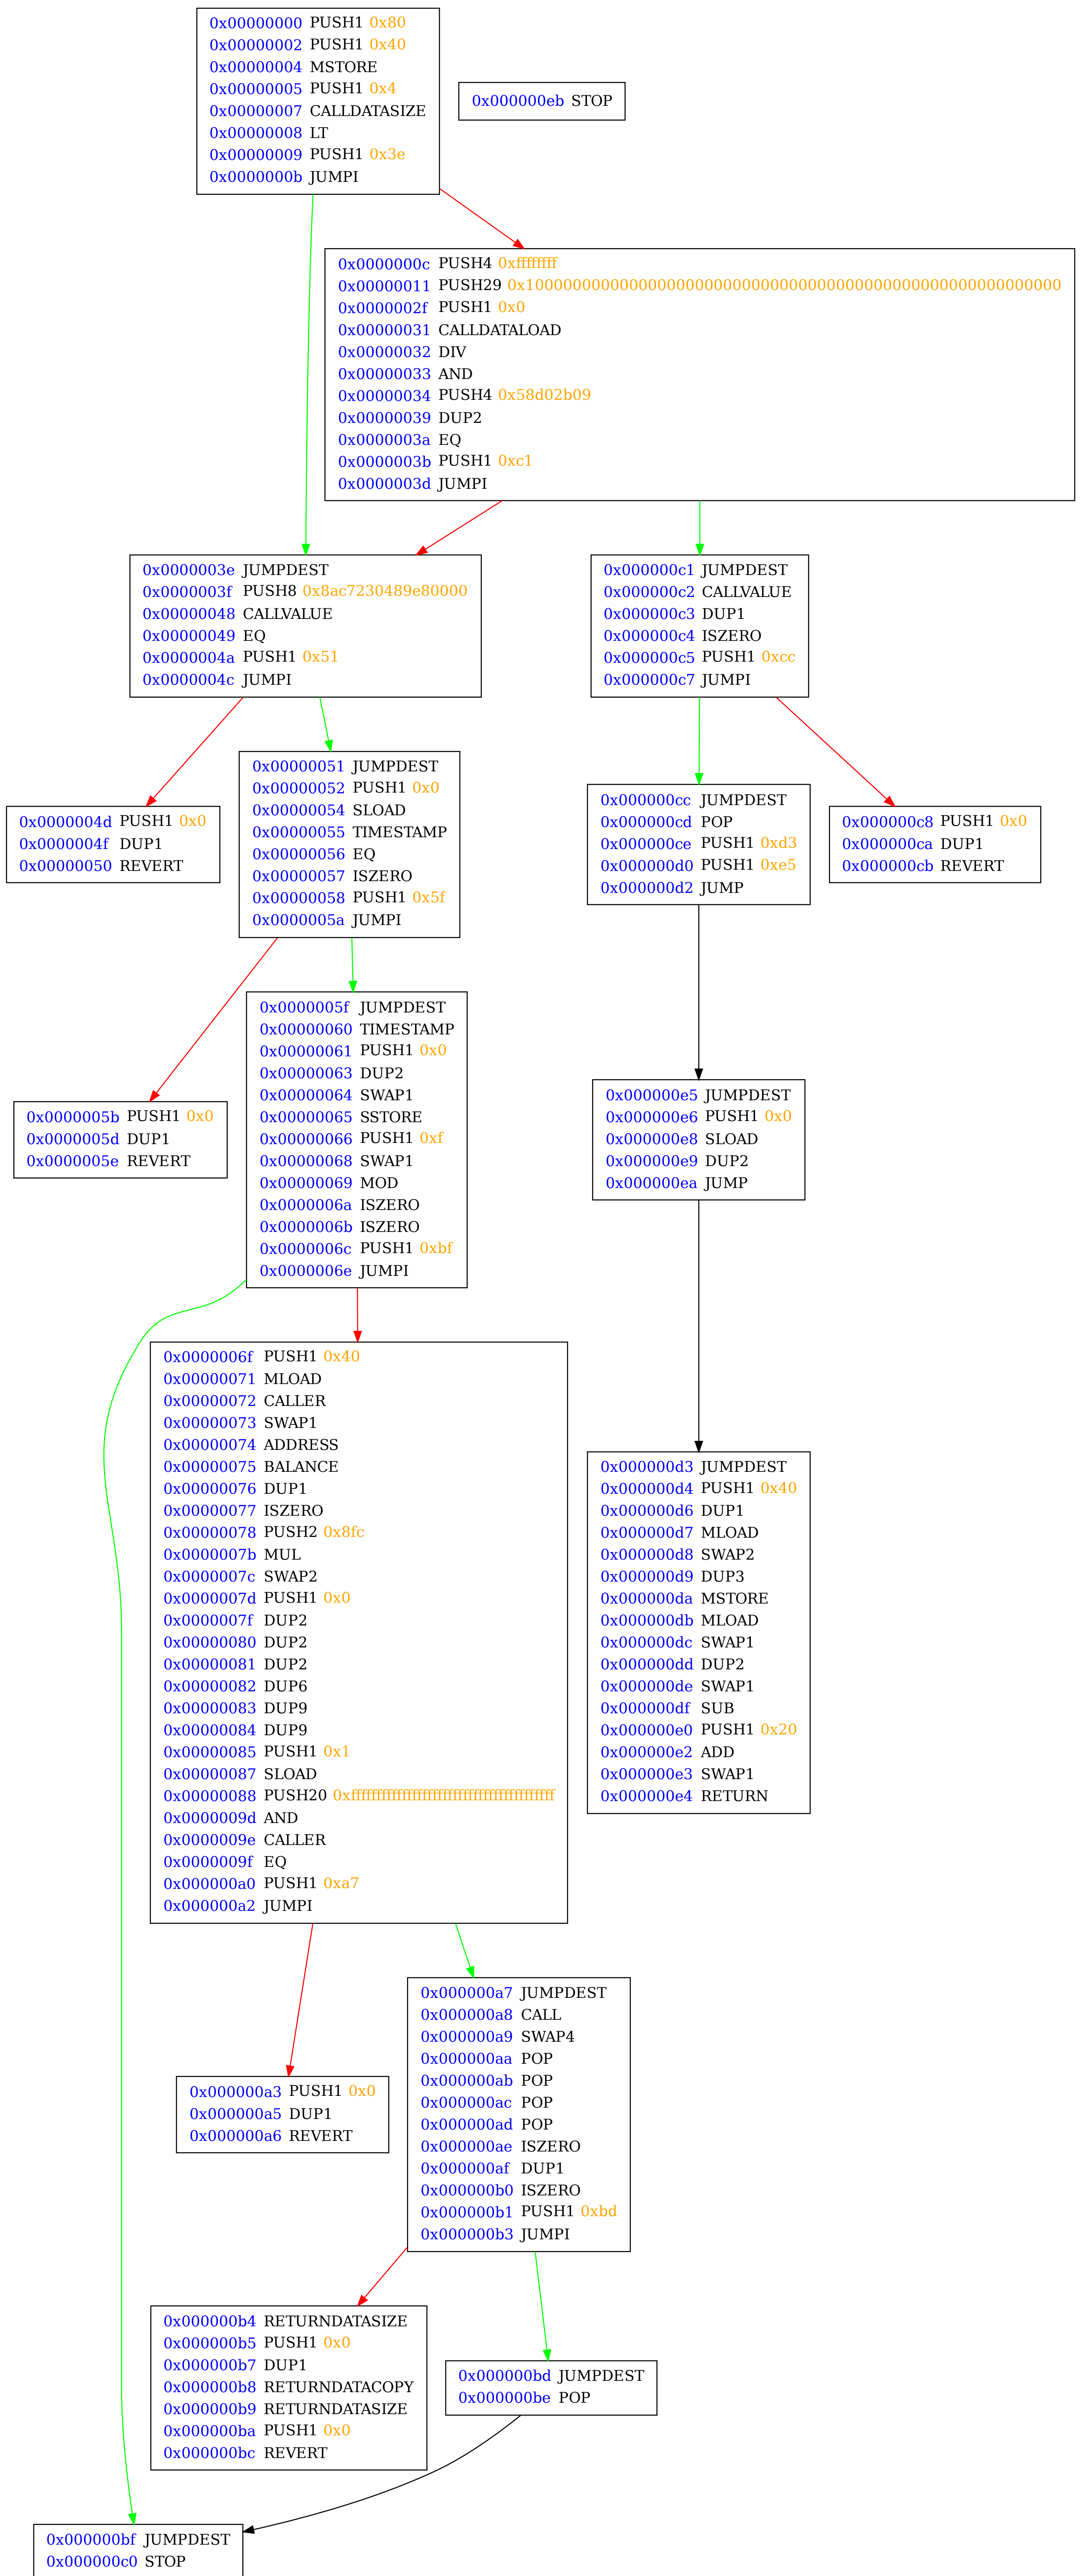 0x00000000 PUSH1 0x80
0x00000002 PUSH1 0x40
0x00000004 MSTORE
0x00000005 PUSH1 0x4
0x00000007 CALLDATASIZE
0x00000008 LT
0x00000009 PUSH1 0x3e
0x0000000b JUMPI
0x000000eb STOP
0x0000000c PUSH4 0xffffffff
0x00000011 PUSH29 0x100000000000000000000000000000000000000000000000000000000
0x0000002f PUSH1 0x0
0x00000031 CALLDATALOAD
0x00000032 DIV
0x00000033 AND
0x00000034 PUSH4 0x58d02b09
0x00000039 DUP2
0x0000003a EQ
0x0000003b PUSH1 0xc1
0x0000003d JUMPI
0x0000003e JUMPDEST
0x0000003f PUSH8 0x8ac7230489e80000
0x00000048 CALLVALUE
0x00000049 EQ
0x0000004a PUSH1 0x51
0x0000004c JUMPI
0x000000c1 JUMPDEST
0x000000c2 CALLVALUE
0x000000c3 DUP1
0x000000c4 ISZERO
0x000000c5 PUSH1 0xcc
0x000000c7 JUMPI
0x0000004d PUSH1 0x0
0x0000004f DUP1
0x00000050 REVERT
0x00000051 JUMPDEST
0x00000052 PUSH1 0x0
0x00000054 SLOAD
0x00000055 TIMESTAMP
0x00000056 EQ
0x00000057 ISZERO
0x00000058 PUSH1 0x5f
0x0000005a JUMPI
0x000000cc JUMPDEST
0x000000cd POP
0x000000ce PUSH1 0xd3
0x000000d0 PUSH1 0xe5
0x000000d2 JUMP
0x000000c8 PUSH1 0x0
0x000000ca DUP1
0x000000cb REVERT
0x0000005b PUSH1 0x0
0x0000005d DUP1
0x0000005e REVERT
0x0000005f JUMPDEST
0x00000060 TIMESTAMP
0x00000061 PUSH1 0x0
0x00000063 DUP2
0x00000064 SWAP1
0x00000065 SSTORE
0x00000066 PUSH1 0xf
0x00000068 SWAP1
0x00000069 MOD
0x0000006a ISZERO
0x0000006b ISZERO
0x0000006c PUSH1 0xbf
0x0000006e JUMPI
0x000000e5 JUMPDEST
0x000000e6 PUSH1 0x0
0x000000e8 SLOAD
0x000000e9 DUP2
0x000000ea JUMP
0x0000006f PUSH1 0x40
0x00000071 MLOAD
0x00000072 CALLER
0x00000073 SWAP1
0x00000074 ADDRESS
0x00000075 BALANCE
0x00000076 DUP1
0x00000077 ISZERO
0x00000078 PUSH2 0x8fc
0x0000007b MUL
0x0000007c SWAP2
0x0000007d PUSH1 0x0
0x0000007f DUP2
0x00000080 DUP2
0x00000081 DUP2
0x00000082 DUP6
0x00000083 DUP9
0x00000084 DUP9
0x00000085 PUSH1 0x1
0x00000087 SLOAD
0x00000088 PUSH20 0xffffffffffffffffffffffffffffffffffffffff
0x0000009d AND
0x0000009e CALLER
0x0000009f EQ
0x000000a0 PUSH1 0xa7
0x000000a2 JUMPI
0x000000d3 JUMPDEST
0x000000d4 PUSH1 0x40
0x000000d6 DUP1
0x000000d7 MLOAD
0x000000d8 SWAP2
0x000000d9 DUP3
0x000000da MSTORE
0x000000db MLOAD
0x000000dc SWAP1
0x000000dd DUP2
0x000000de SWAP1
0x000000df SUB
0x000000e0 PUSH1 0x20
0x000000e2 ADD
0x000000e3 SWAP1
0x000000e4 RETURN
0x000000a3 PUSH1 0x0
0x000000a5 DUP1
0x000000a6 REVERT
0x000000a7 JUMPDEST
0x000000a8 CALL
0x000000a9 SWAP4
0x000000aa POP
0x000000ab POP
0x000000ac POP
0x000000ad POP
0x000000ae ISZERO
0x000000af DUP1
0x000000b0 ISZERO
0x000000b1 PUSH1 0xbd
0x000000b3 JUMPI
0x000000b4 RETURNDATASIZE
0x000000b5 PUSH1 0x0
0x000000b7 DUP1
0x000000b8 RETURNDATACOPY
0x000000b9 RETURNDATASIZE
0x000000ba PUSH1 0x0
0x000000bc REVERT
0x000000bd JUMPDEST
0x000000be POP
0x000000bf JUMPDEST
0x000000c0 STOP